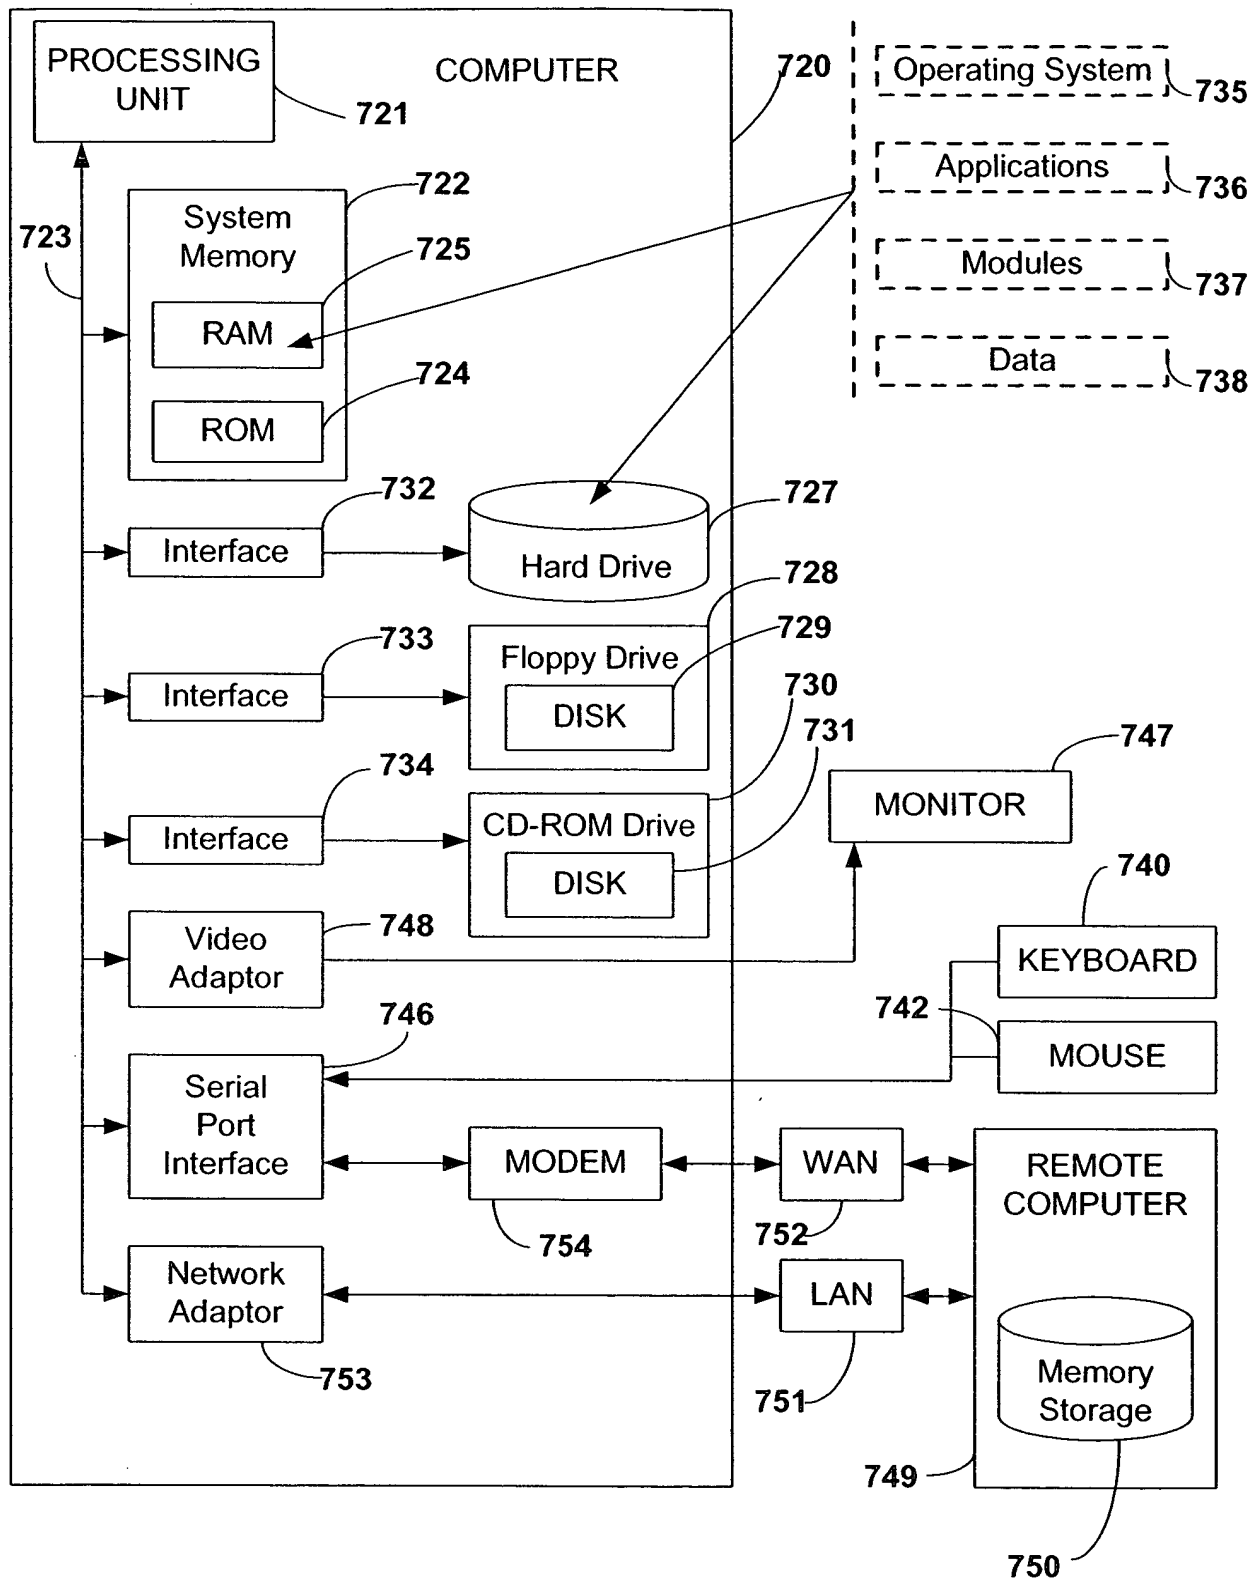 PROCESSING
UNIT
COMPUTER
721
720
Operating System
735
Applications
736
Modules
737
Data
738
722
723
System
Memory
725
RAM
724
ROM
732
Interface
727
Hard Drive
728
733
729
Interface
Floppy Drive
DISK
730
731
734
Interface
CD-ROM Drive
DISK
747
MONITOR
740
KEYBOARD
742
MOUSE
748
Video
Adaptor
746
Serial
Port
Interface
MODEM
754
WAN
752
REMOTE
COMPUTER
Network
Adaptor
753
LAN
751
Memory
Storage
749
750